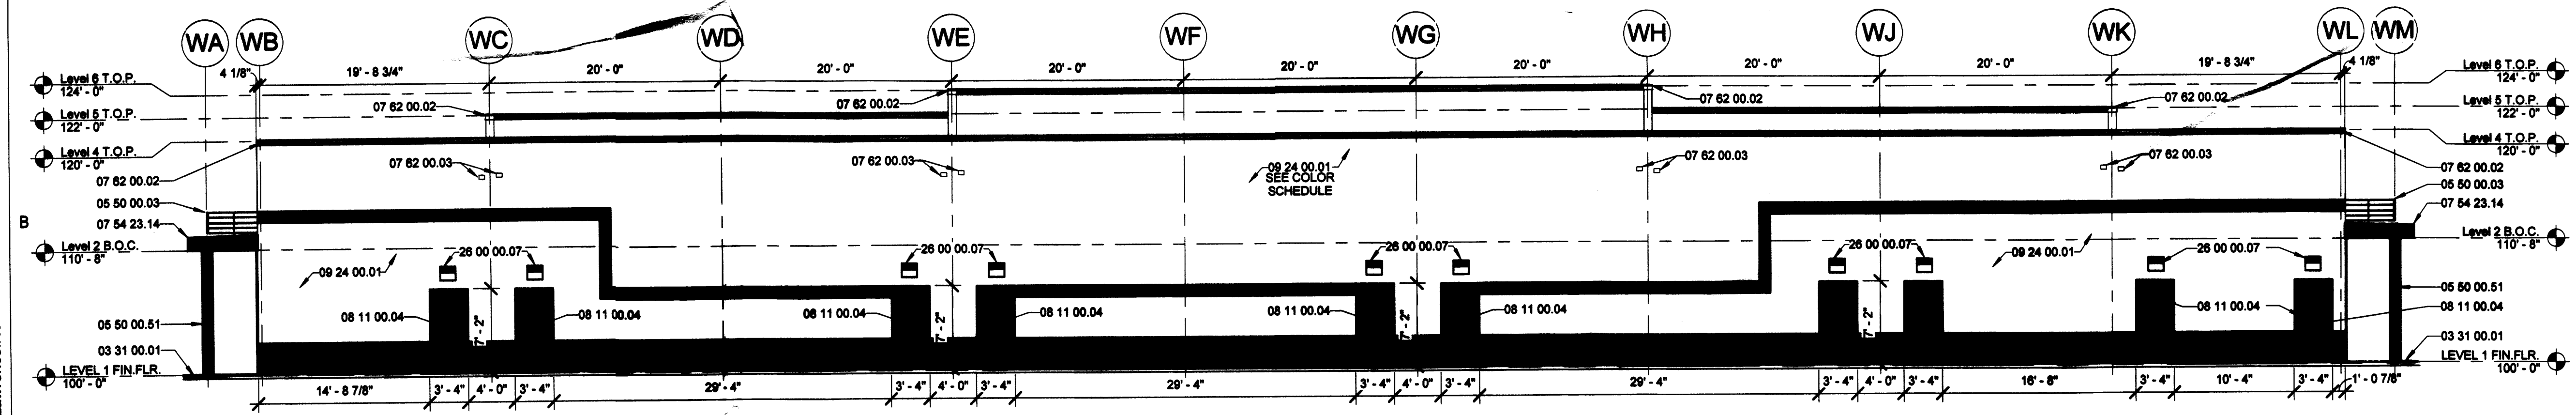 WA WB WC WD WE WF WG WH WJ WK WL WM
4 1/8" 19' - 8 3/4" 20' - 0" 20' - 0" 20' - 0" 20' - 0" 20' - 0" 20' - 0" 20' - 0" 19' - 8 3/4" 4 1/8"
Level 6 T.O.P.
124' - 0"
Level 6 T.O.P.
124' - 0"
07 62 00.02 07 62 00.02 07 62 00.02 07 62 00.02
Level 5 T.O.P.
122' - 0"
Level 5 T.O.P.
122' - 0"
Level 4 T.O.P.
120' - 0"
Level 4 T.O.P.
120' - 0"
07 62 00.03 07 62 00.03 07 62 00.03 07 62 00.03
09 24 00.01
SEE COLOR
SCHEDULE
07 62 00.02 07 62 00.02
05 50 00.03 05 50 00.03
B
07 54 23.14 07 54 23.14
Level 2 B.O.C.
110' - 8"
Level 2 B.O.C.
110' - 8"
26 00 00.07 26 00 00.07 26 00 00.07 26 00 00.07 26 00 00.07
09 24 00.01 09 24 00.01
08 11 00.04 08 11 00.04 08 11 00.04 08 11 00.04 08 11 00.04 08 11 00.04 08 11 00.04 08 11 00.04
05 50 00.51 05 50 00.51
7' - 2" 7' - 2" 7' - 2" 7' - 2"
03 31 00.01 03 31 00.01
LEVEL 1 FIN.FLR.
100' - 0"
LEVEL 1 FIN.FLR.
100' - 0"
14' - 8 7/8" 3' - 4" 4' - 0" 3' - 4" 29' - 4" 3' - 4" 4' - 0" 3' - 4" 29' - 4" 3' - 4" 4' - 0" 3' - 4" 29' - 4" 3' - 4" 4' - 0" 3' - 4" 16' - 8" 3' - 4" 10' - 4" 3' - 4" 1' - 0 7/8"